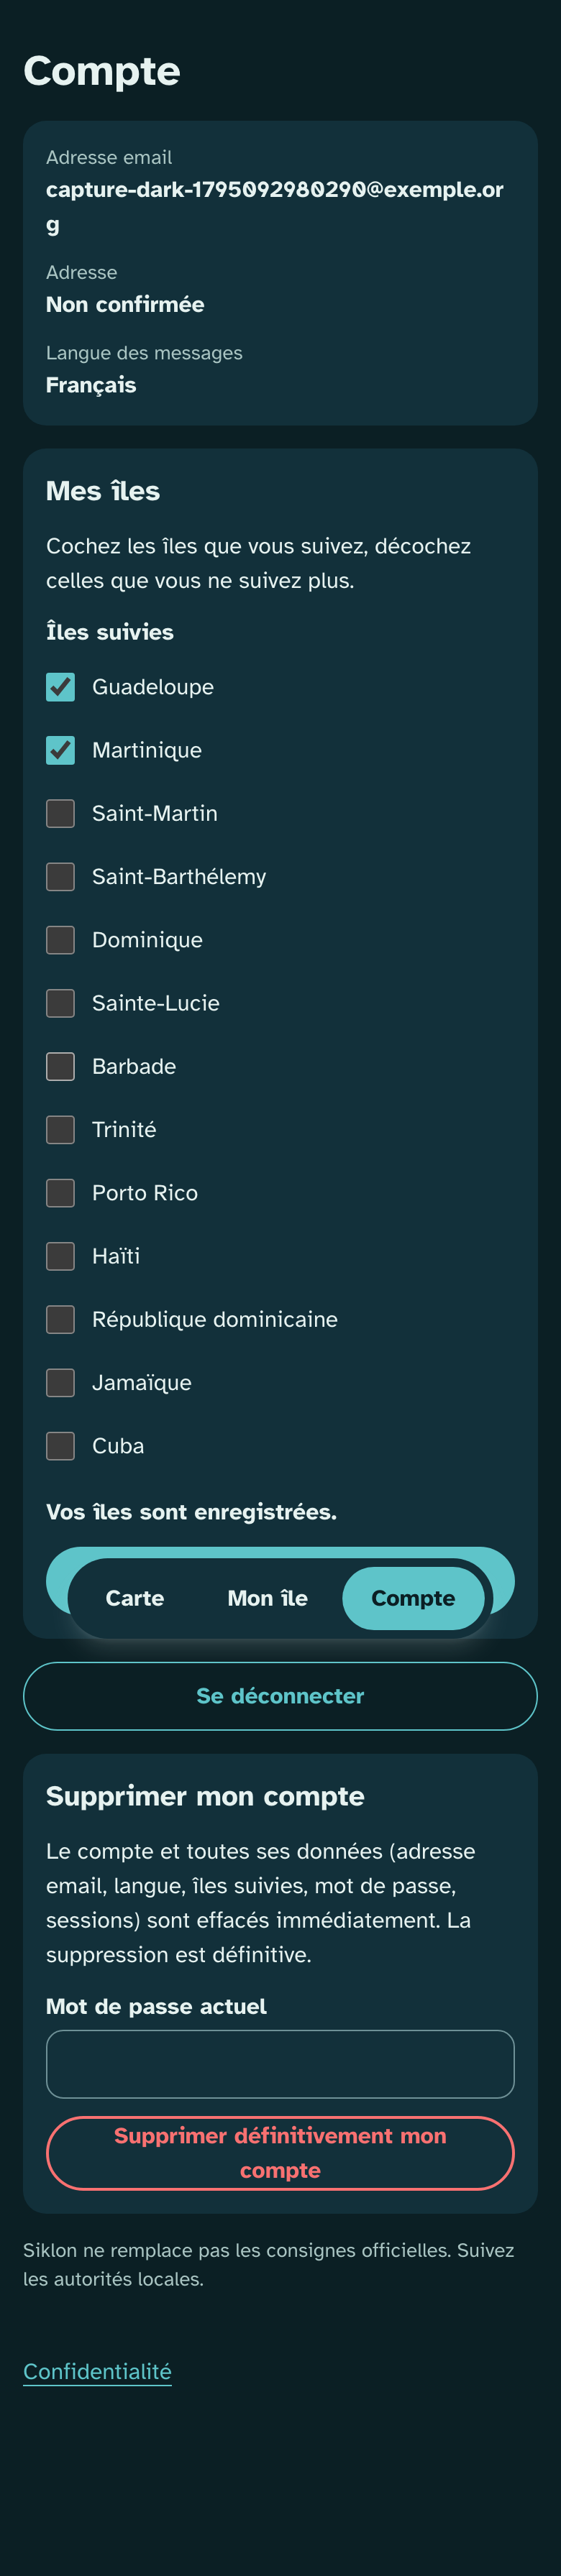 Compte
Adresse email
capture-dark-1795092980290@exemple.or
g
Adresse
Non confirmée
Langue des messages
Français
Mes îles
Cochez les îles que vous suivez, décochez
celles que vous ne suivez plus.
Îles suivies
Guadeloupe
Martinique
Saint-Martin
Saint-Barthélemy
Dominique
Sainte-Lucie
Barbade
Trinité
Porto Rico
Haïti
République dominicaine
Jamaïque
Cuba
Vos îles sont enregistrées.
Carte Mon île Compte
Se déconnecter
Supprimer mon compte
Le compte et toutes ses données (adresse
email, langue, îles suivies, mot de passe,
sessions) sont effacés immédiatement. La
suppression est définitive.
Mot de passe actuel
Supprimer définitivement mon
compte
Siklon ne remplace pas les consignes officielles. Suivez
les autorités locales.
Confidentialité